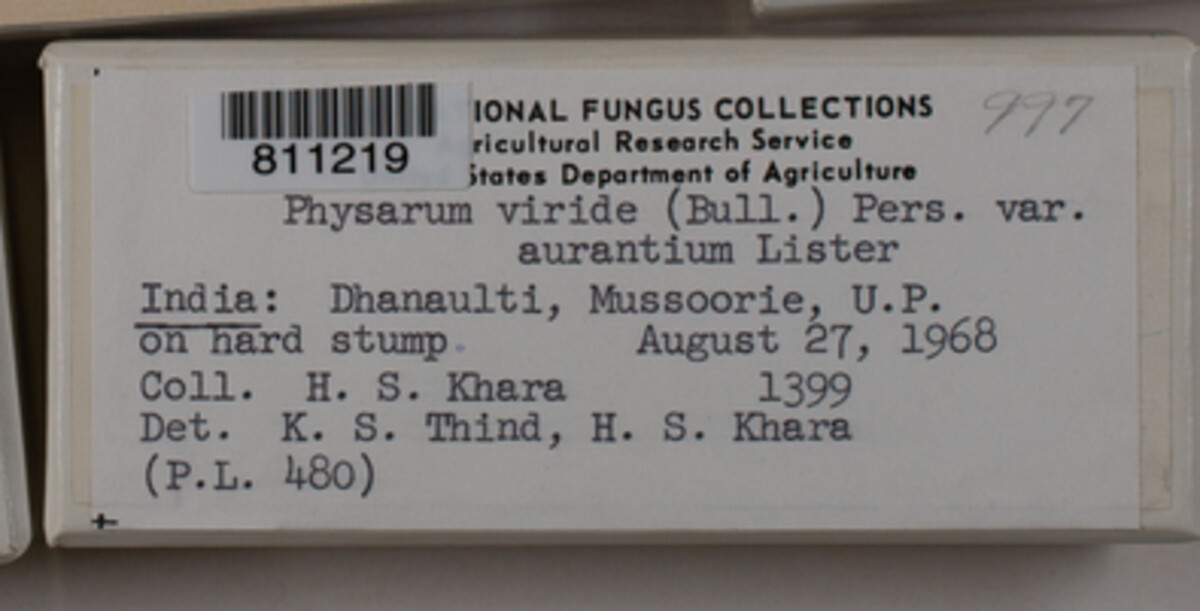 IONAL FUNGUS COLLECTIONS
997
811219
ricultural Research Service
States Department of Agriculture
Physarum viride (Bull.) Pers. var.
aurantium Lister
India: Dhanaulti, Mussoorie, U.P.
on hard stump. August 27, 1968
Coll. H. S. Khara 1399
Det. K. S. Thind, H. S. Khara
(P.L. 480)